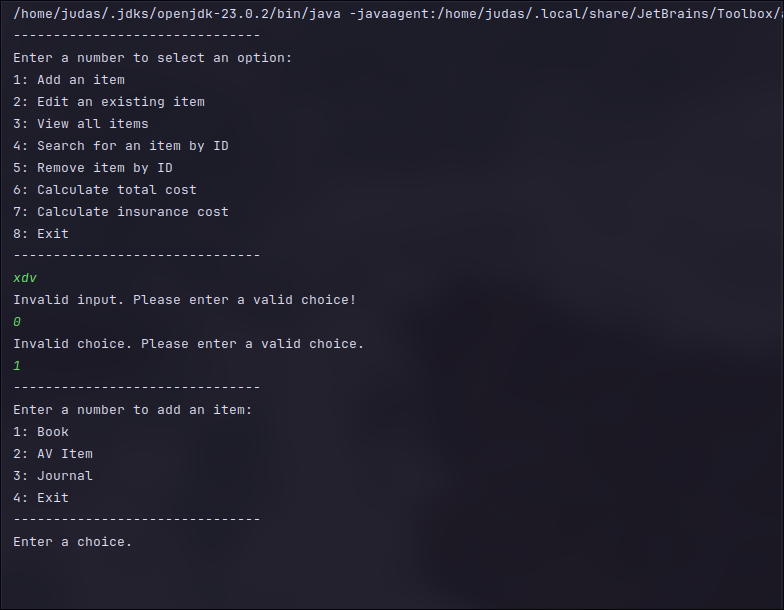 /home/judas/.jdks/openjdk-23.0.2/bin/java -javaagent:/home/judas/.local/share/JetBrains/Toolbox/
-------------------------------
Enter a number to select an option:
1: Add an item
2: Edit an existing item
3: View all items
4: Search for an item by ID
5: Remove item by ID
6: Calculate total cost
7: Calculate insurance cost
8: Exit
-------------------------------
xdv
Invalid input. Please enter a valid choice!
0
Invalid choice. Please enter a valid choice.
1
-------------------------------
Enter a number to add an item:
1: Book
2: AV Item
3: Journal
4: Exit
-------------------------------
Enter a choice.